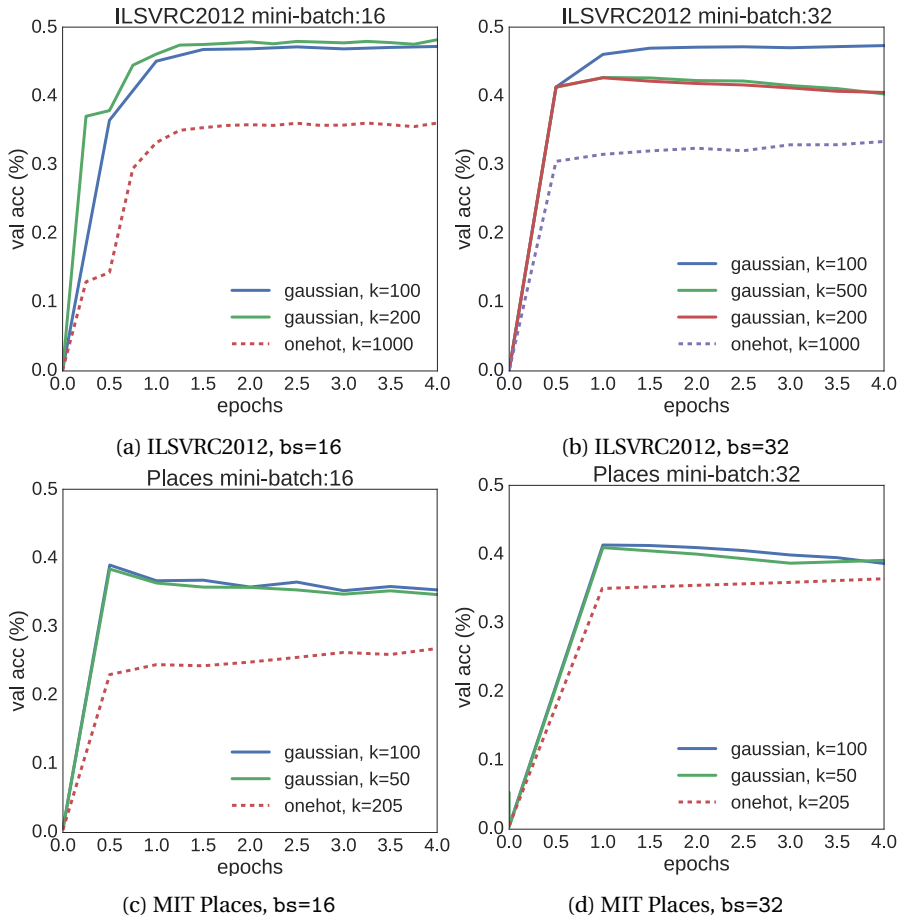 ILSVRC2012 mini-batch:16
0.5
0.4
0.3
0.2
0.1
0.0
val acc (%)
gaussian, k=100
gaussian, k=200
onehot, k=1000
0.0 0.5 1.0 1.5 2.0 2.5 3.0 3.5 4.0
epochs
(a) ILSVRC2012, bs=16
ILSVRC2012 mini-batch:32
0.5
0.4
0.3
0.2
0.1
0.0
val acc (%)
gaussian, k=100
gaussian, k=500
gaussian, k=200
onehot, k=1000
0.0 0.5 1.0 1.5 2.0 2.5 3.0 3.5 4.0
epochs
(b) ILSVRC2012, bs=32
Places mini-batch:16
0.5
0.4
0.3
0.2
0.1
0.0
val acc (%)
gaussian, k=100
gaussian, k=50
onehot, k=205
0.0 0.5 1.0 1.5 2.0 2.5 3.0 3.5 4.0
epochs
(c) MIT Places, bs=16
Places mini-batch:32
0.5
0.4
0.3
0.2
0.1
0.0
val acc (%)
gaussian, k=100
gaussian, k=50
onehot, k=205
0.0 0.5 1.0 1.5 2.0 2.5 3.0 3.5 4.0
epochs
(d) MIT Places, bs=32